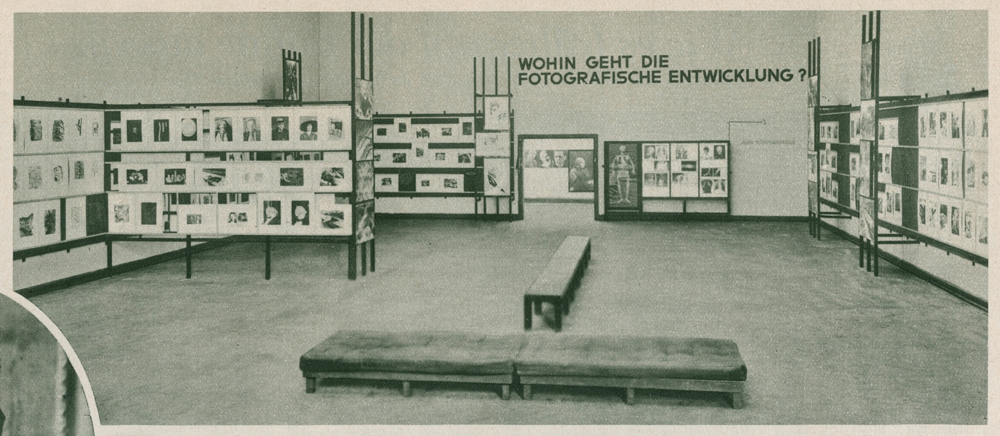 WOHIN GEHT DIE
FOTOGRAFISCHE ENTWICKLUNG ?